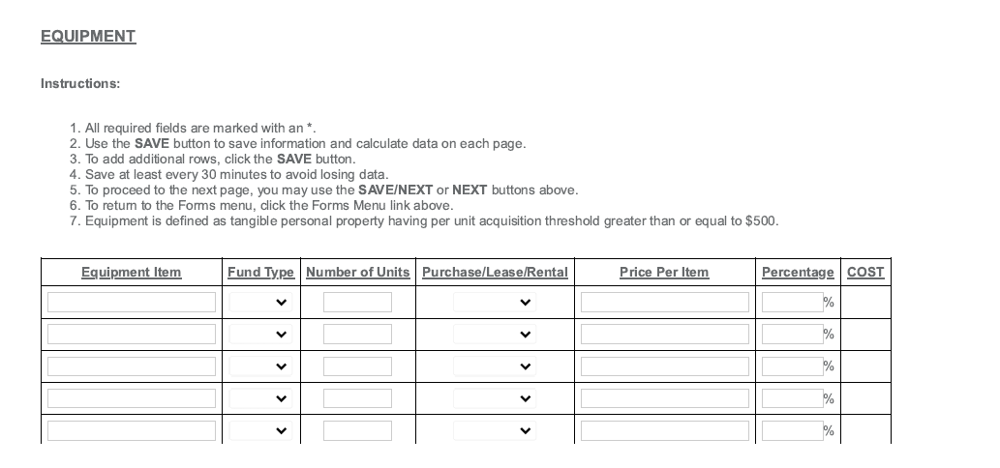 EQUIPMENT
Instructions:
1. All required fields are marked with an *.
2. Use the SAVE button to save information and calculate data on each page.
3. To add additional rows, click the SAVE button.
4. Save at least every 30 minutes to avoid losing data.
5. To proceed to the next page, you may use the SAVE/NEXT or NEXT buttons above.
6. To return to the Forms menu, click the Forms Menu link above.
7. Equipment is defined as tangible personal property having per unit acquisition threshold greater than or equal to $500.
Equipment Item Fund Type Number of Units Purchase/Lease/Rental Price Per Item Percentage COST
%
%
%
%
%